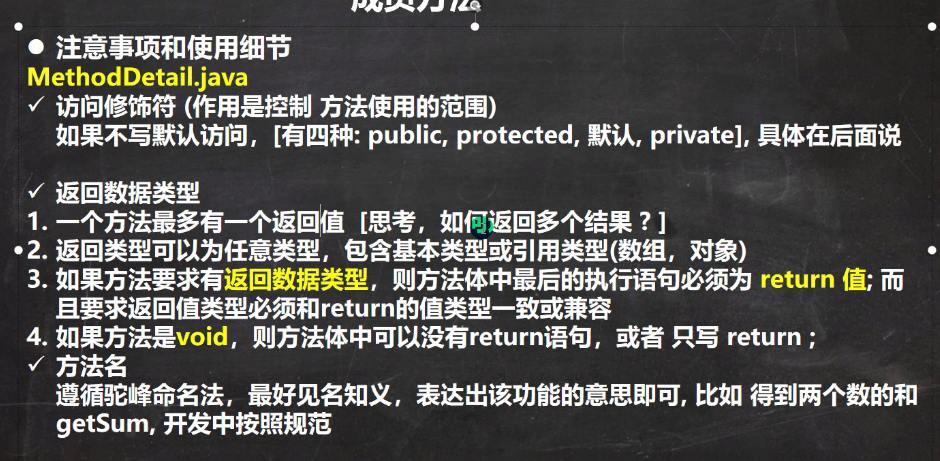 成员方法
● 注意事项和使用细节
MethodDetail.java
✓ 访问修饰符 (作用是控制 方法使用的范围)
如果不写默认访问，[有四种: public, protected, 默认, private], 具体在后面说
✓ 返回数据类型
1. 一个方法最多有一个返回值 [思考，如何返回多个结果？]
2. 返回类型可以为任意类型，包含基本类型或引用类型(数组，对象)
3. 如果方法要求有返回数据类型，则方法体中最后的执行语句必须为 return 值; 而
且要求返回值类型必须和return的值类型一致或兼容
4. 如果方法是void，则方法体中可以没有return语句，或者 只写 return ;
✓ 方法名
遵循驼峰命名法，最好见名知义，表达出该功能的意思即可, 比如 得到两个数的和
getSum, 开发中按照规范